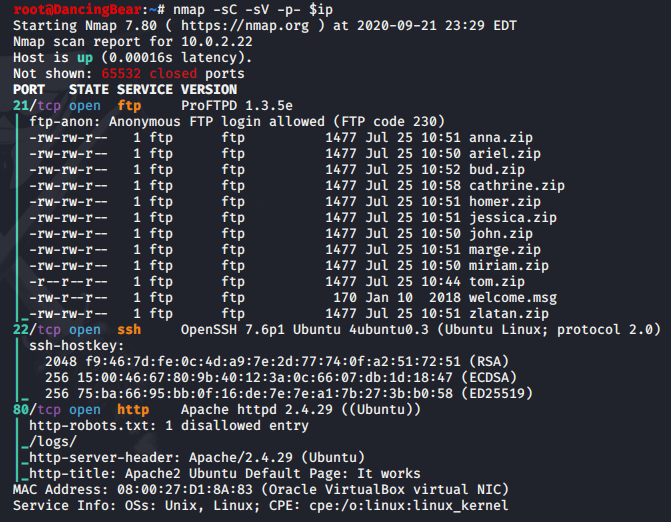 root@DancingBear:~# nmap -sC -sV -p- $ip
Starting Nmap 7.80 ( https://nmap.org ) at 2020-09-21 23:29 EDT
Nmap scan report for 10.0.2.22
Host is up (0.00016s latency).
Not shown: 65532 closed ports
PORT   STATE SERVICE VERSION
21/tcp open  ftp     ProFTPD 1.3.5e
| ftp-anon: Anonymous FTP login allowed (FTP code 230)
| -rw-rw-r--   1 ftp      ftp          1477 Jul 25 10:51 anna.zip
| -rw-rw-r--   1 ftp      ftp          1477 Jul 25 10:50 ariel.zip
| -rw-rw-r--   1 ftp      ftp          1477 Jul 25 10:52 bud.zip
| -rw-rw-r--   1 ftp      ftp          1477 Jul 25 10:58 cathrine.zip
| -rw-rw-r--   1 ftp      ftp          1477 Jul 25 10:51 homer.zip
| -rw-rw-r--   1 ftp      ftp          1477 Jul 25 10:51 jessica.zip
| -rw-rw-r--   1 ftp      ftp          1477 Jul 25 10:50 john.zip
| -rw-rw-r--   1 ftp      ftp          1477 Jul 25 10:51 marge.zip
| -rw-rw-r--   1 ftp      ftp          1477 Jul 25 10:50 miriam.zip
| -r--r--r--   1 ftp      ftp          1477 Jul 25 10:44 tom.zip
| -rw-r--r--   1 ftp      ftp           170 Jan 10  2018 welcome.msg
|_-rw-rw-r--   1 ftp      ftp          1477 Jul 25 10:51 zlatan.zip
22/tcp open  ssh     OpenSSH 7.6p1 Ubuntu 4ubuntu0.3 (Ubuntu Linux; protocol 2.0)
| ssh-hostkey:
|   2048 f9:46:7d:fe:0c:4d:a9:7e:2d:77:74:0f:a2:51:72:51 (RSA)
|   256 15:00:46:67:80:9b:40:12:3a:0c:66:07:db:1d:18:47 (ECDSA)
|_  256 75:ba:66:95:bb:0f:16:de:7e:7e:a1:7b:27:3b:b0:58 (ED25519)
80/tcp open  http    Apache httpd 2.4.29 ((Ubuntu))
| http-robots.txt: 1 disallowed entry
|_/logs/
|_http-server-header: Apache/2.4.29 (Ubuntu)
|_http-title: Apache2 Ubuntu Default Page: It works
MAC Address: 08:00:27:D1:8A:83 (Oracle VirtualBox virtual NIC)
Service Info: OSs: Unix, Linux; CPE: cpe:/o:linux:linux_kernel